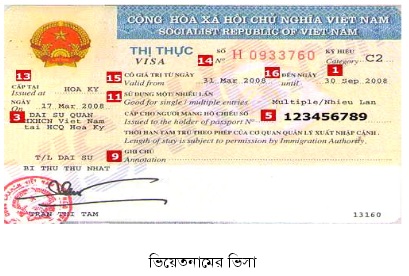 CỘNG HÒA XÃ HỘI CHỦ NGHĨA VIỆT NAM
SOCIALIST REPUBLIC OF VIETNAM
THỊ THỰC
VISA
14 SỐ
Nº H 0933760
1 KÝ HIỆU
Category C2
13 CẤP TẠI HOA KỲ
Issued at
15 CÓ GIÁ TRỊ TỪ NGÀY
Valid from 31 Mar 2008
16 ĐẾN NGÀY
until 30 Sep 2008
NGÀY
On 17 Mar 2008
11 SỬ DỤNG MỘT/NHIỀU LẦN
Good for single / multiple entries Multiple/Nhieu Lan
3 DAI SU QUAN
CHXHCN Viet Nam
tai HCQ Hoa Ky
CẤP CHO NGƯỜI MANG HỘ CHIẾU SỐ
Issued to the holder of passport Nº 5 123456789
THỜI HẠN TẠM TRÚ THEO PHÉP CỦA CƠ QUAN QUẢN LÝ XUẤT NHẬP CẢNH.
Length of stay is subject to permission by Immigration Authority.
9 GHI CHÚ
Annotation
T/L DAI SU
BI THU THU NHAT
TRAN THI TAM
13160
ভিয়েতনামের ভিসা